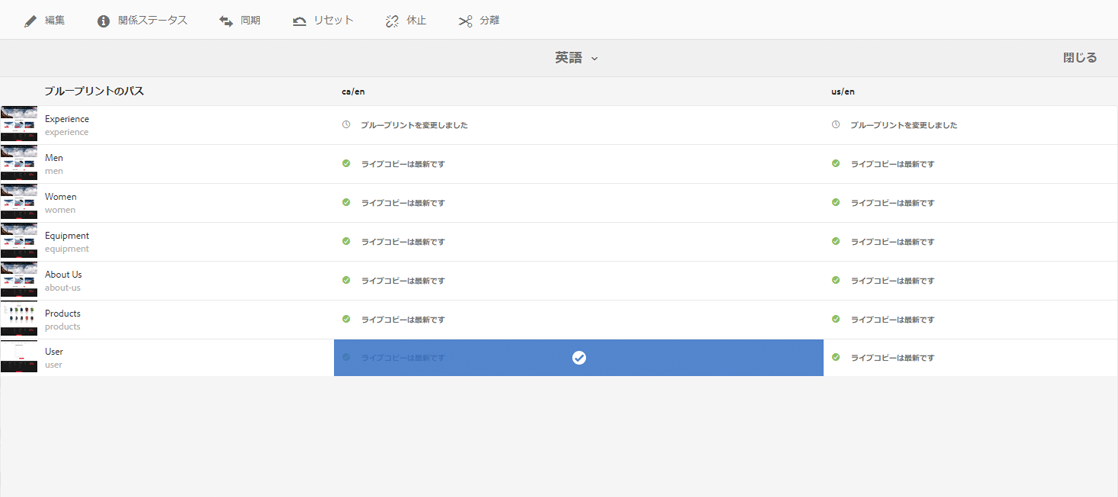 編集 関係ステータス 同期 リセット 休止 分離
英語 閉じる
ブループリントのパス ca/en us/en
Experience
experience
ブループリントを変更しました ブループリントを変更しました
Men
men
ライブコピーは最新です ライブコピーは最新です
Women
women
ライブコピーは最新です ライブコピーは最新です
Equipment
equipment
ライブコピーは最新です ライブコピーは最新です
About Us
about-us
ライブコピーは最新です ライブコピーは最新です
Products
products
ライブコピーは最新です ライブコピーは最新です
User
user
ライブコピーは最新です ライブコピーは最新です